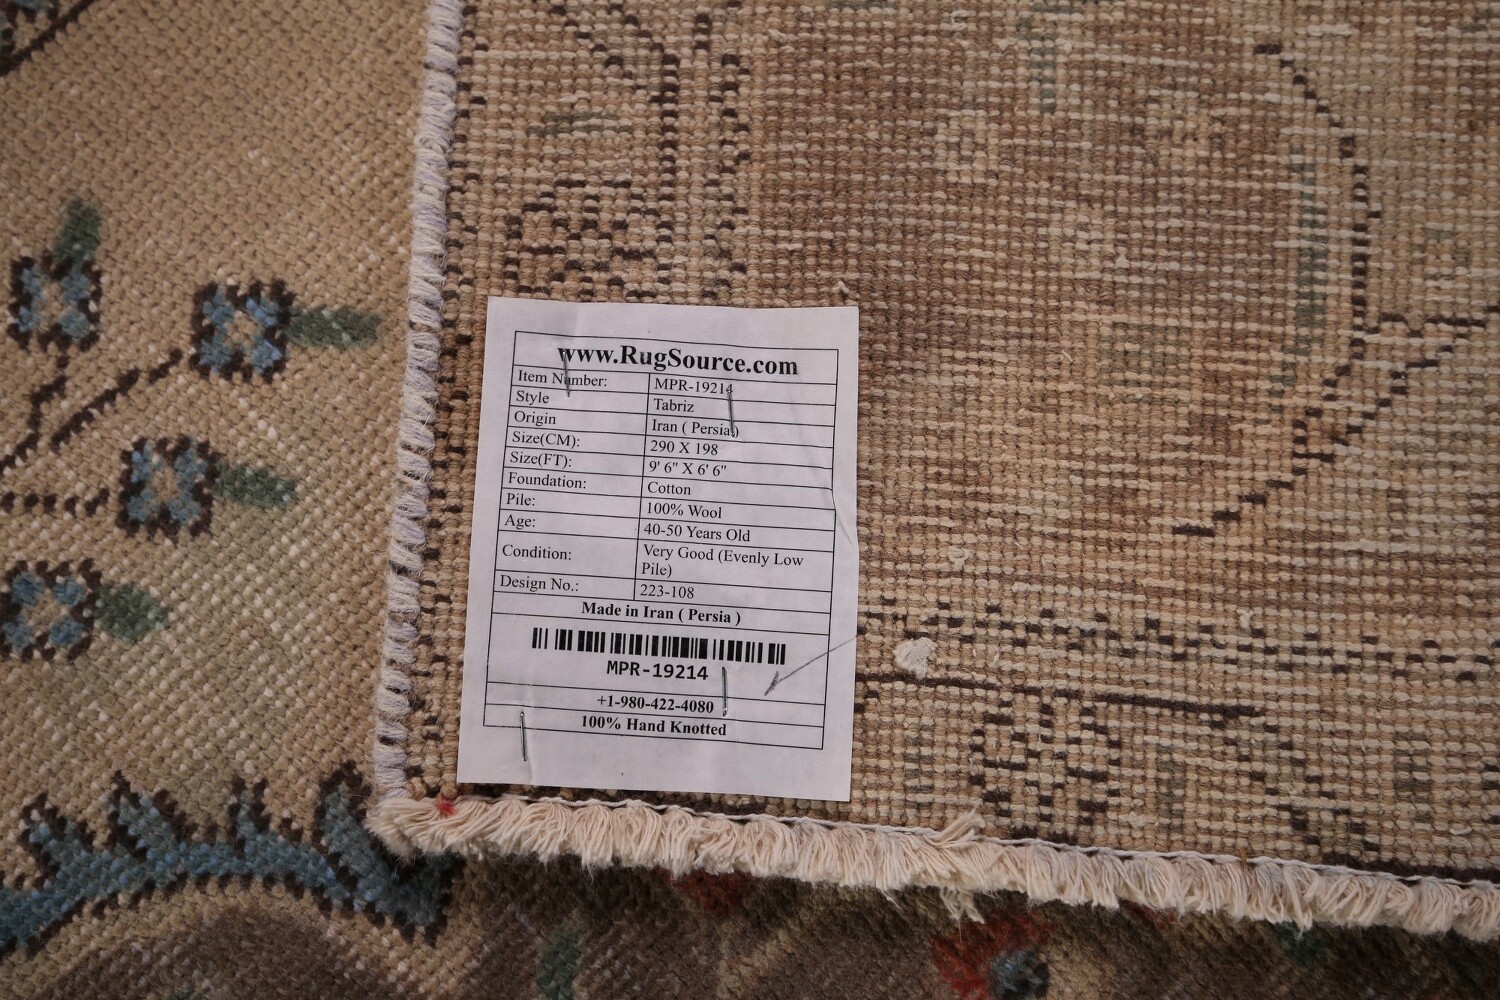 www.RugSource.com
Item Number: MPR-19214
Style Tabriz
Origin Iran ( Persia )
Size(CM): 290 X 198
Size(FT): 9' 6" X 6' 6"
Foundation: Cotton
Pile: 100% Wool
Age: 40-50 Years Old
Condition: Very Good (Evenly Low
Pile)
Design No.: 223-108
Made in Iran ( Persia )
MPR-19214
+1-980-422-4080
100% Hand Knotted